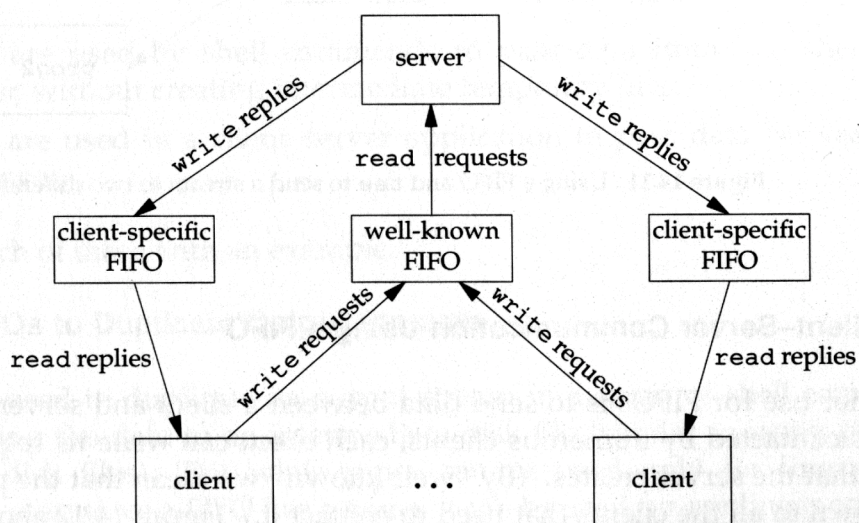 server
write replies
read requests
write replies
client-specific
FIFO
well-known
FIFO
client-specific
FIFO
read replies
write requests
write requests
read replies
client
...
client